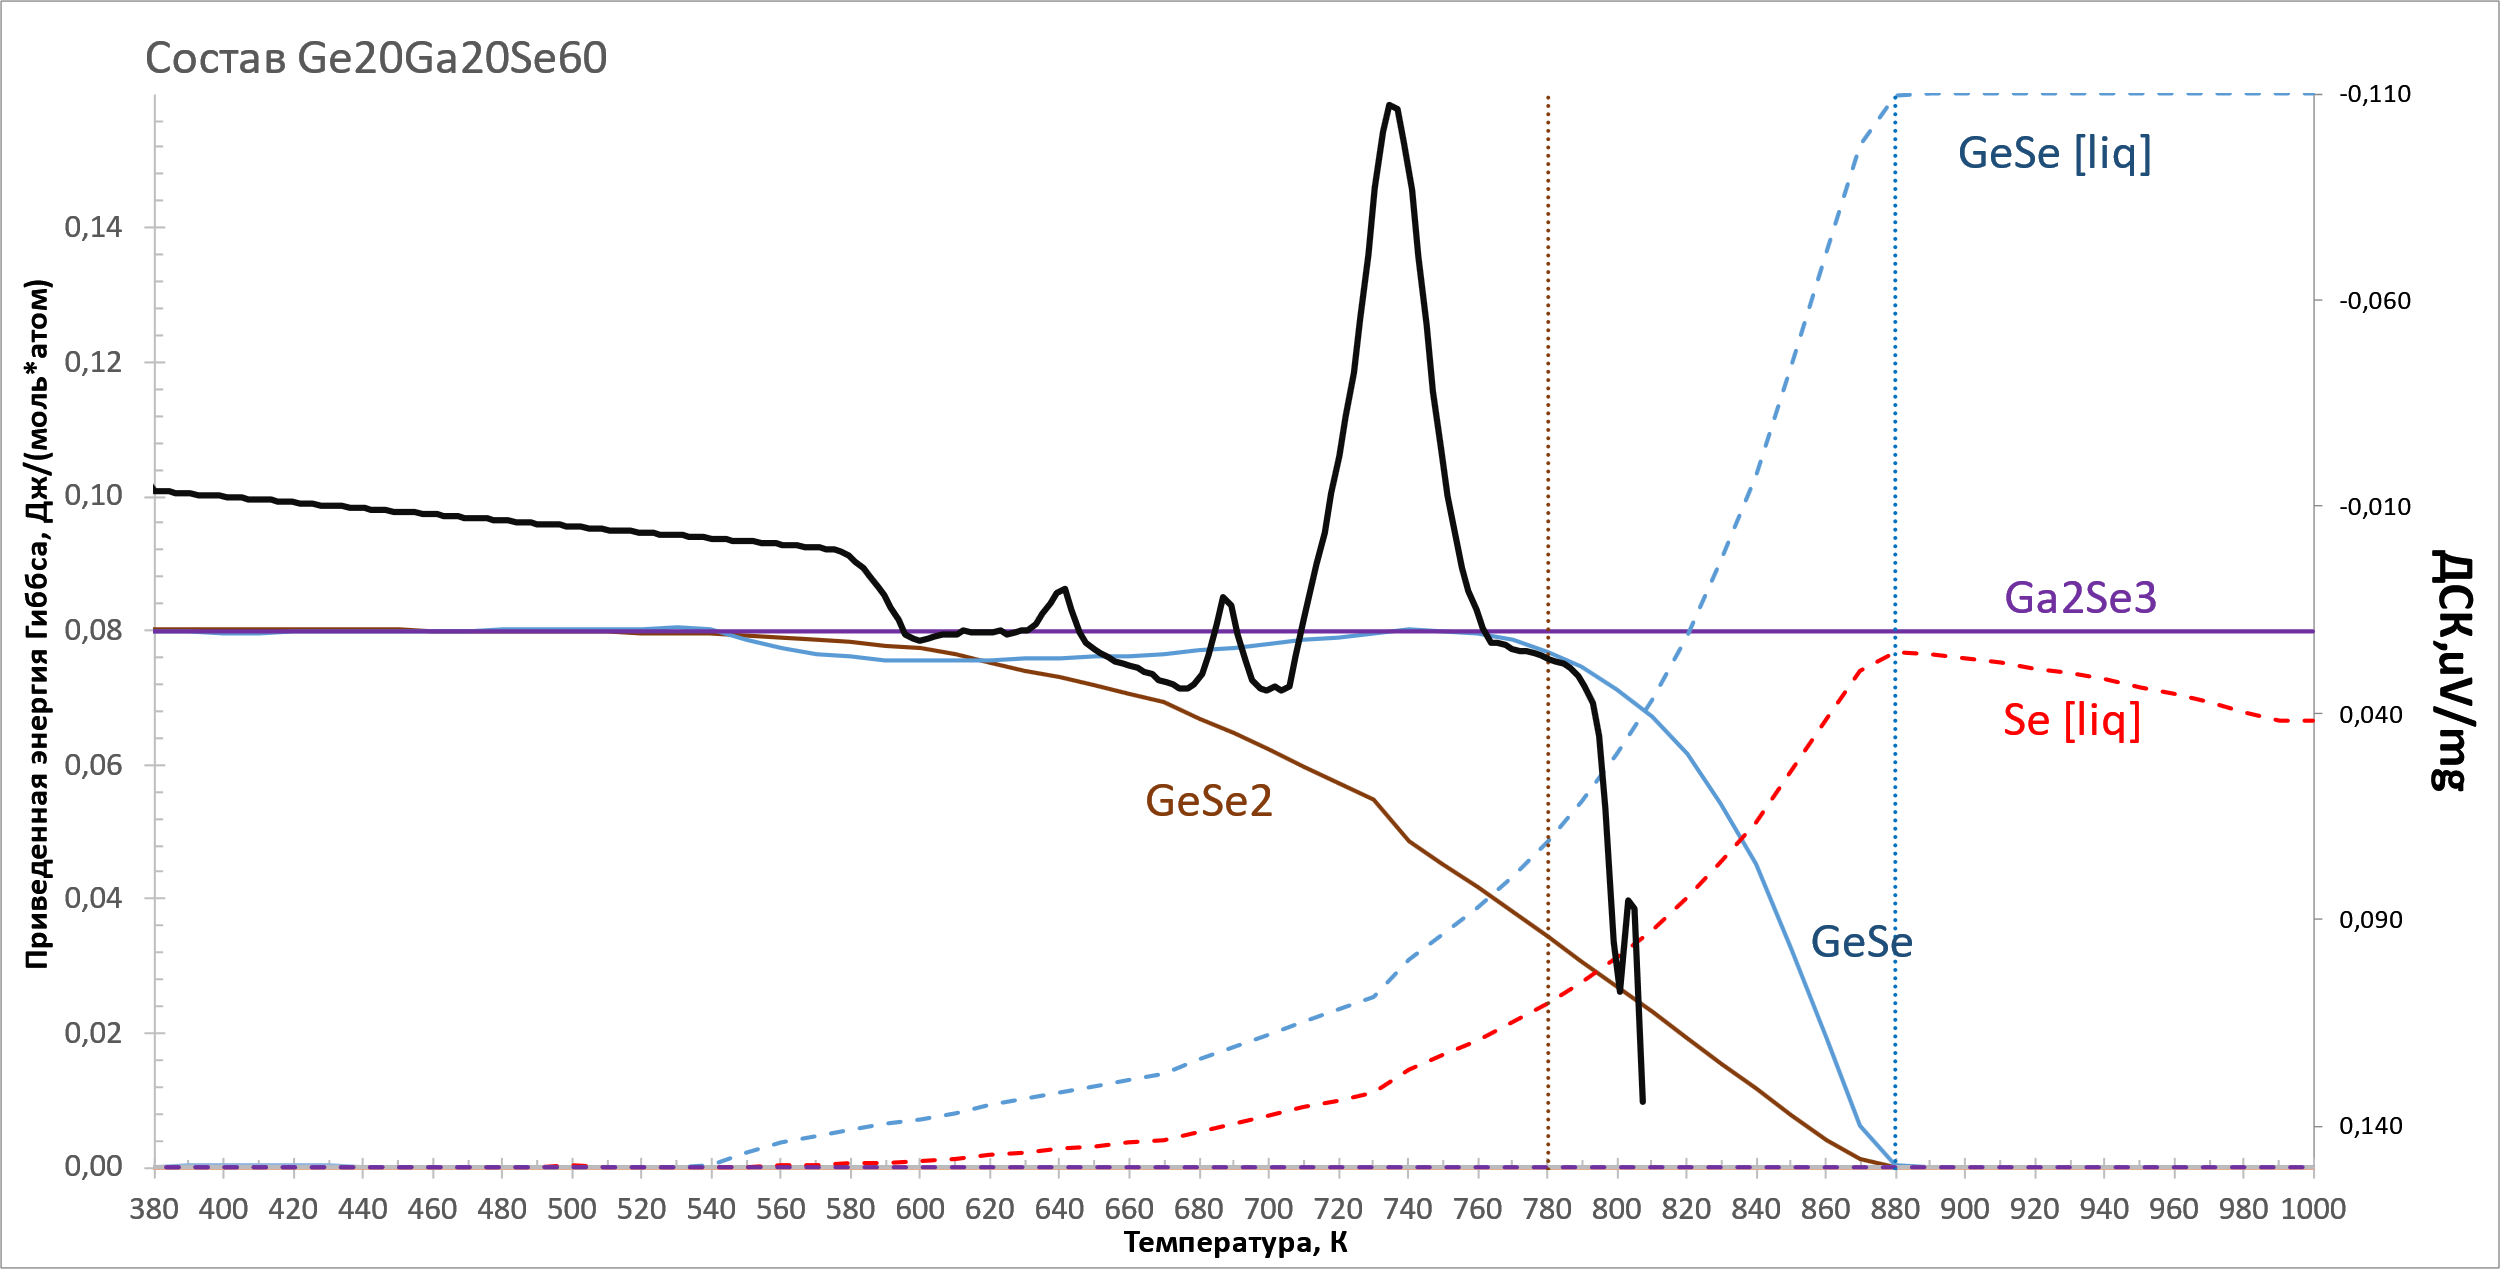 Состав Ge20Ga20Se60
Приведенная энергия Гиббса, Дж/(моль*атом)
0,14
0,12
0,10
0,08
0,06
0,04
0,02
0,00
GeSe [liq]
Ga2Se3
Se [liq]
GeSe2
GeSe
-0,110
-0,060
-0,010
0,040
0,090
0,140
ДСК,uV/mg
380 400 420 440 460 480 500 520 540 560 580 600 620 640 660 680 700 720 740 760 780 800 820 840 860 880 900 920 940 960 980 1000
Температура, К